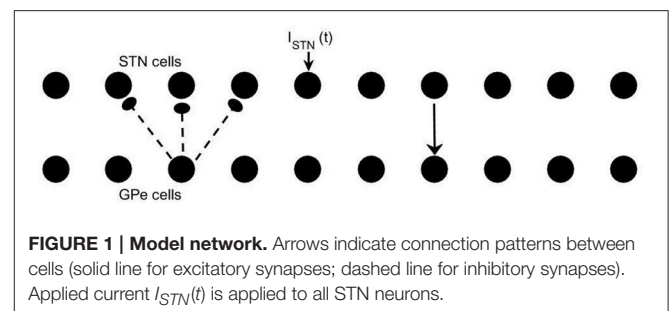 I_STN (t)
STN cells
GPe cells
FIGURE 1 | Model network. Arrows indicate connection patterns between
cells (solid line for excitatory synapses; dashed line for inhibitory synapses).
Applied current I_STN(t) is applied to all STN neurons.